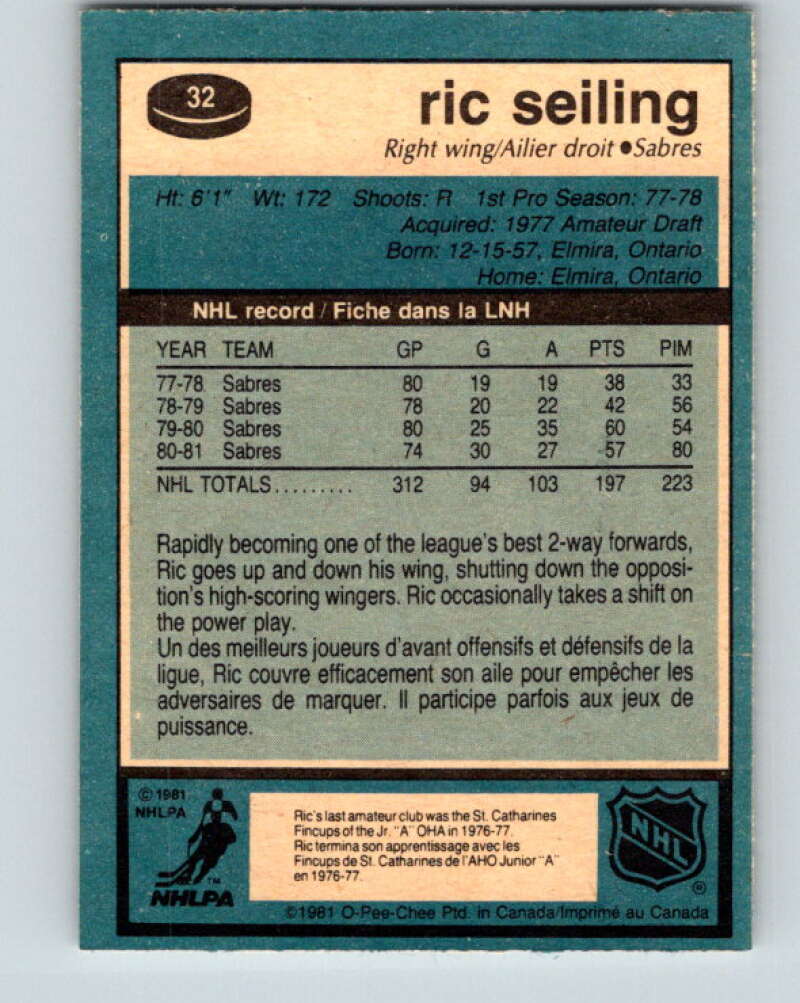 32
ric seiling
Right wing/Ailier droit ● Sabres
Ht: 6'1" Wt: 172 Shoots: R 1st Pro Season: 77-78
Acquired: 1977 Amateur Draft
Born: 12-15-57, Elmira, Ontario
Home: Elmira, Ontario
NHL record / Fiche dans la LNH
YEAR TEAM GP G A PTS PIM
77-78 Sabres 80 19 19 38 33
78-79 Sabres 78 20 22 42 56
79-80 Sabres 80 25 35 60 54
80-81 Sabres 74 30 27 57 80
NHL TOTALS......... 312 94 103 197 223
Rapidly becoming one of the league's best 2-way forwards,
Ric goes up and down his wing, shutting down the opposi-
tion's high-scoring wingers. Ric occasionally takes a shift on
the power play.
Un des meilleurs joueurs d'avant offensifs et défensifs de la
ligue, Ric couvre efficacement son aile pour empêcher les
adversaires de marquer. Il participe parfois aux jeux de
puissance.
© 1981
NHLPA
TM
NHLPA
Ric's last amateur club was the St. Catharines
Fincups of the Jr. "A" OHA in 1976-77.
Ric termina son apprentissage avec les
Fincups de St. Catharines de l'AHO Junior "A"
en 1976-77.
NHL
®
©1981 O-Pee-Chee Ptd. in Canada/Imprimé au Canada